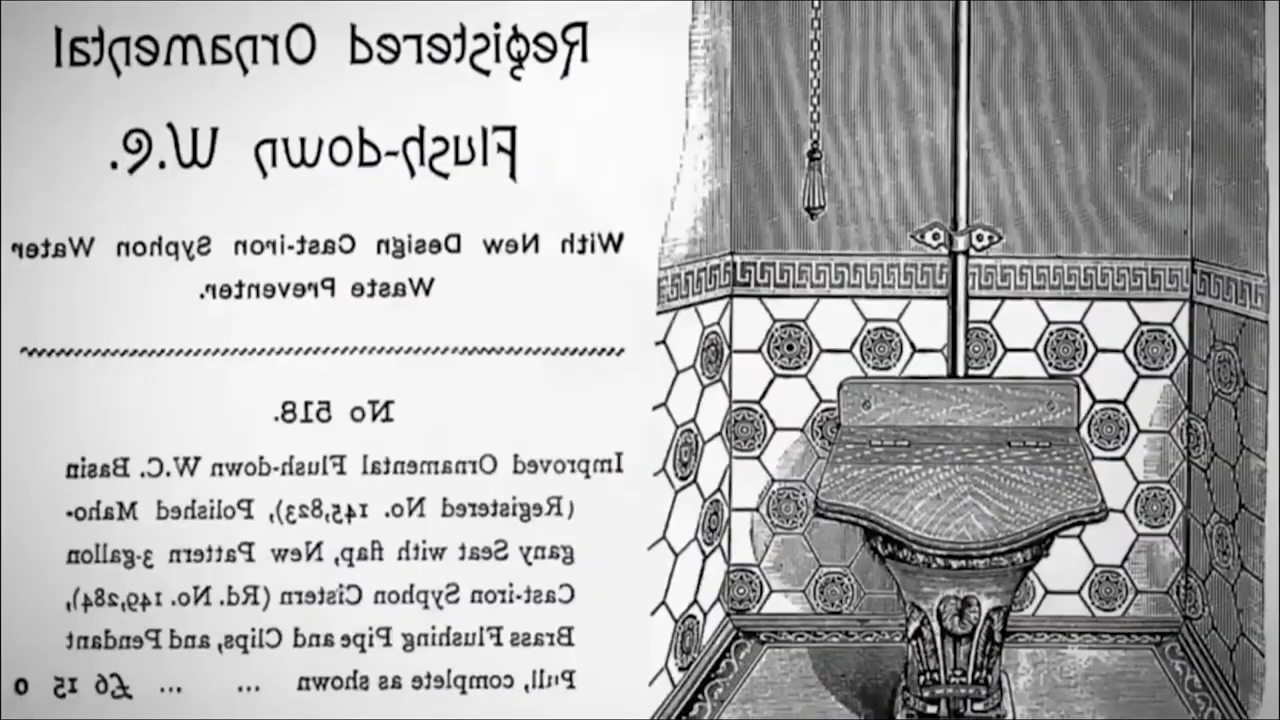 Registered Ornamental
Flush-down W.C.
With New Design Cast-iron Syphon Water
Waste Preventer.
No 518.
Improved Ornamental Flush-down W.C. Basin
(Registered No. 145,823), Polished Maho-
gany Seat with flap, New Pattern 3-gallon
Cast-iron Syphon Cistern (Rd. No. 149,284),
Brass Flushing Pipe and Clips, and Pendant
Pull, complete as shown ... ... £6 15 0